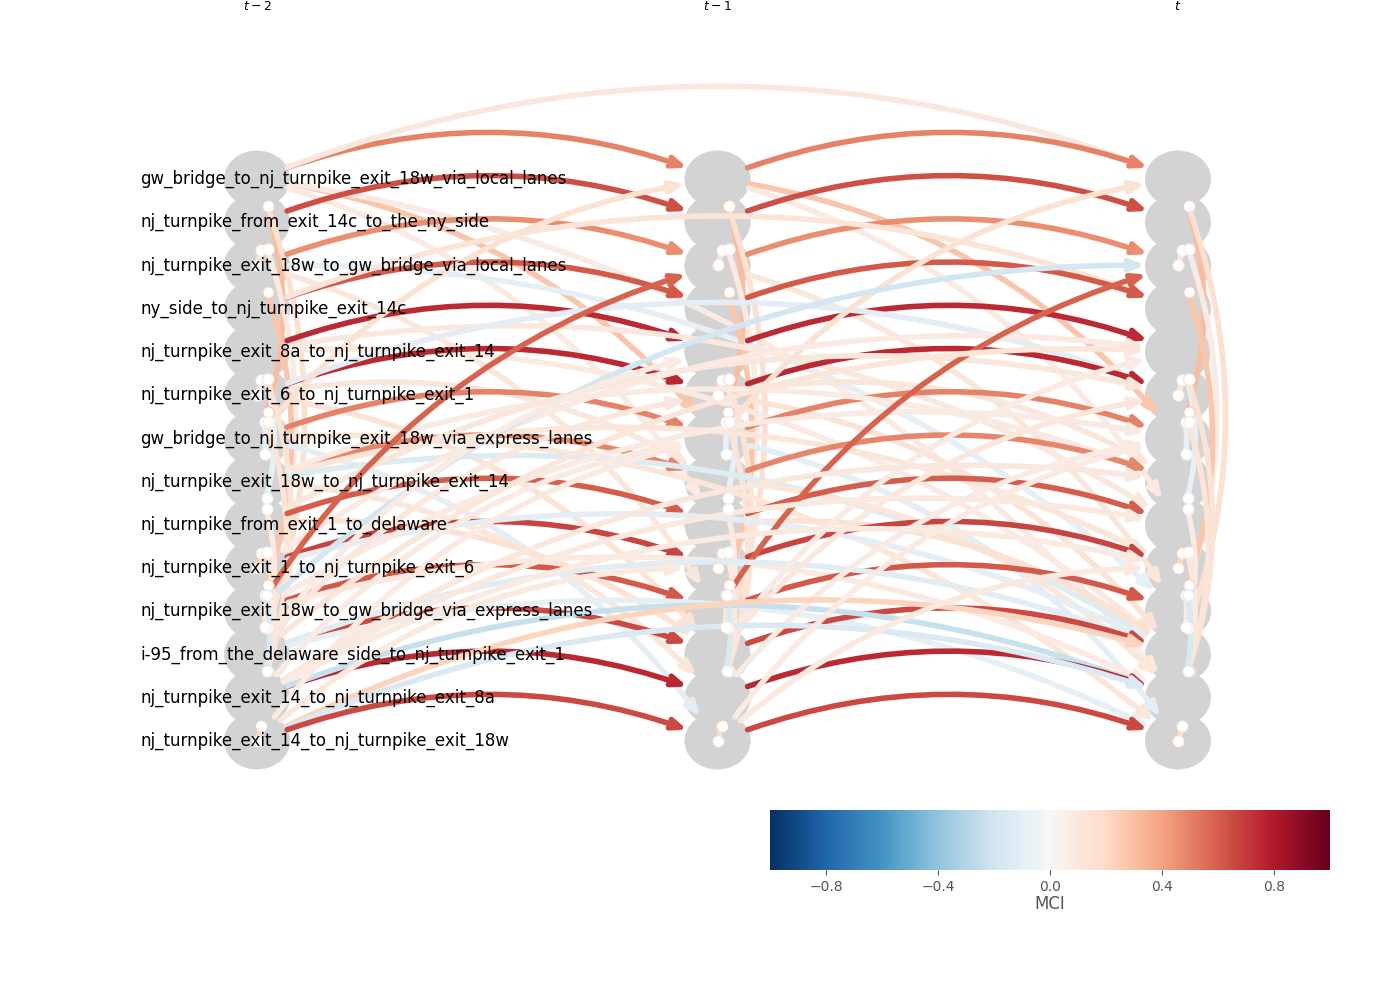 t − 2 t − 1 t
gw_bridge_to_nj_turnpike_exit_18w_via_local_lanes
nj_turnpike_from_exit_14c_to_the_ny_side
nj_turnpike_exit_18w_to_gw_bridge_via_local_lanes
ny_side_to_nj_turnpike_exit_14c
nj_turnpike_exit_8a_to_nj_turnpike_exit_14
nj_turnpike_exit_6_to_nj_turnpike_exit_1
gw_bridge_to_nj_turnpike_exit_18w_via_express_lanes
nj_turnpike_exit_18w_to_nj_turnpike_exit_14
nj_turnpike_from_exit_1_to_delaware
nj_turnpike_exit_1_to_nj_turnpike_exit_6
nj_turnpike_exit_18w_to_gw_bridge_via_express_lanes
i-95_from_the_delaware_side_to_nj_turnpike_exit_1
nj_turnpike_exit_14_to_nj_turnpike_exit_8a
nj_turnpike_exit_14_to_nj_turnpike_exit_18w
−0.8 −0.4 0.0 0.4 0.8
MCI